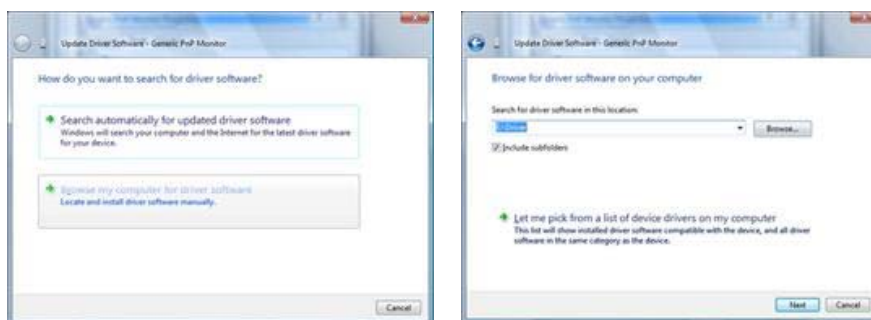 Update Driver Software - Generic PnP Monitor
How do you want to search for driver software?
Search automatically for updated driver software
Windows will search your computer and the Internet for the latest driver software
for your device.
Browse my computer for driver software
Locate and install driver software manually.
Cancel
Update Driver Software - Generic PnP Monitor
Browse for driver software on your computer
Search for driver software in this location:
D:\Driver
Browse...
Include subfolders
Let me pick from a list of device drivers on my computer
This list will show installed driver software compatible with the device, and all driver
software in the same category as the device.
Next
Cancel